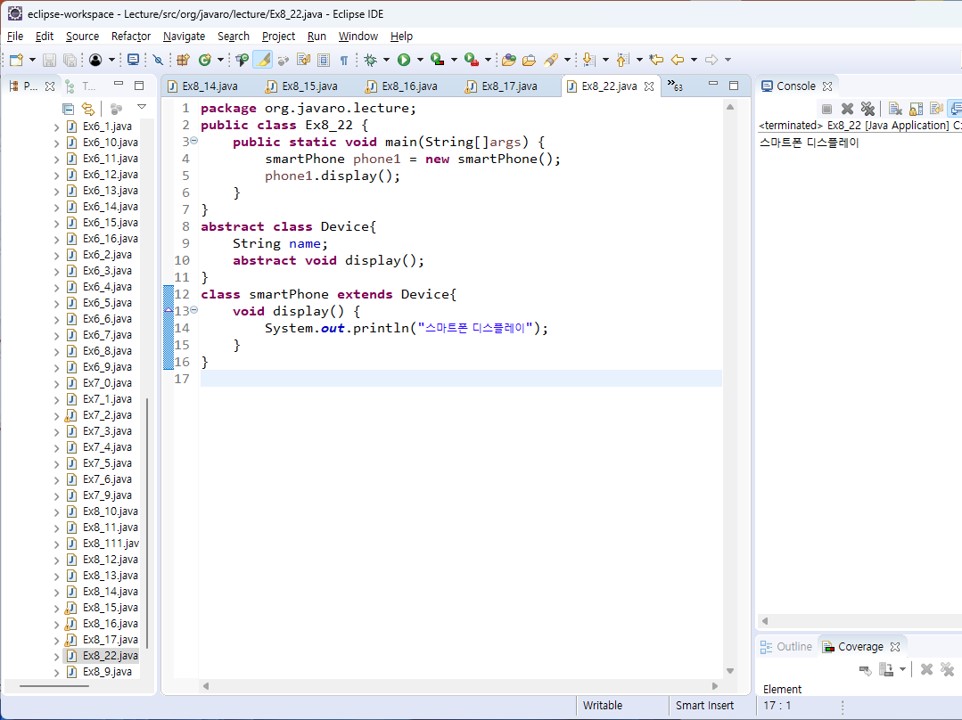 eclipse-workspace - Lecture/src/org/javaro/lecture/Ex8_22.java - Eclipse IDE
File Edit Source Refactor Navigate Search Project Run Window Help
P... T...
Ex6_1.java
Ex6_10.java
Ex6_11.java
Ex6_12.java
Ex6_13.java
Ex6_14.java
Ex6_15.java
Ex6_16.java
Ex6_2.java
Ex6_3.java
Ex6_4.java
Ex6_5.java
Ex6_6.java
Ex6_7.java
Ex6_8.java
Ex6_9.java
Ex7_0.java
Ex7_1.java
Ex7_2.java
Ex7_3.java
Ex7_4.java
Ex7_5.java
Ex7_6.java
Ex7_9.java
Ex8_10.java
Ex8_11.java
Ex8_111.jav
Ex8_12.java
Ex8_13.java
Ex8_14.java
Ex8_15.java
Ex8_16.java
Ex8_17.java
Ex8_22.java
Ex8_9.java
Ex8_14.java Ex8_15.java Ex8_16.java Ex8_17.java Ex8_22.java »63
1 package org.javaro.lecture;
2 public class Ex8_22 {
3 public static void main(String[]args) {
4 smartPhone phone1 = new smartPhone();
5 phone1.display();
6 }
7 }
8 abstract class Device{
9 String name;
10 abstract void display();
11 }
12 class smartPhone extends Device{
13 void display() {
14 System.out.println("스마트폰 디스플레이");
15 }
16 }
17
Console
<terminated> Ex8_22 [Java Application] C:
스마트폰 디스플레이
Outline Coverage
Element
Writable Smart Insert 17 : 1